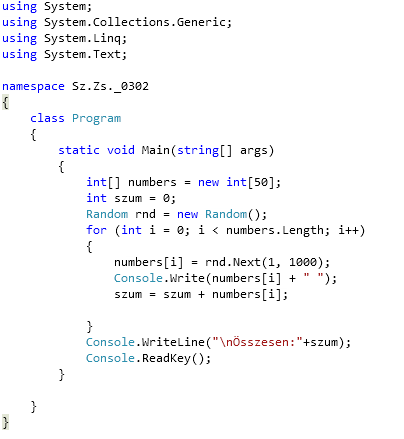 using System;
using System.Collections.Generic;
using System.Linq;
using System.Text;

namespace Sz.Zs._0302
{
    class Program
    {
        static void Main(string[] args)
        {
            int[] numbers = new int[50];
            int szum = 0;
            Random rnd = new Random();
            for (int i = 0; i < numbers.Length; i++)
            {
                numbers[i] = rnd.Next(1, 1000);
                Console.Write(numbers[i] + " ");
                szum = szum + numbers[i];

            }
            Console.WriteLine("\nÖsszesen:"+szum);
            Console.ReadKey();
        }

    }
}